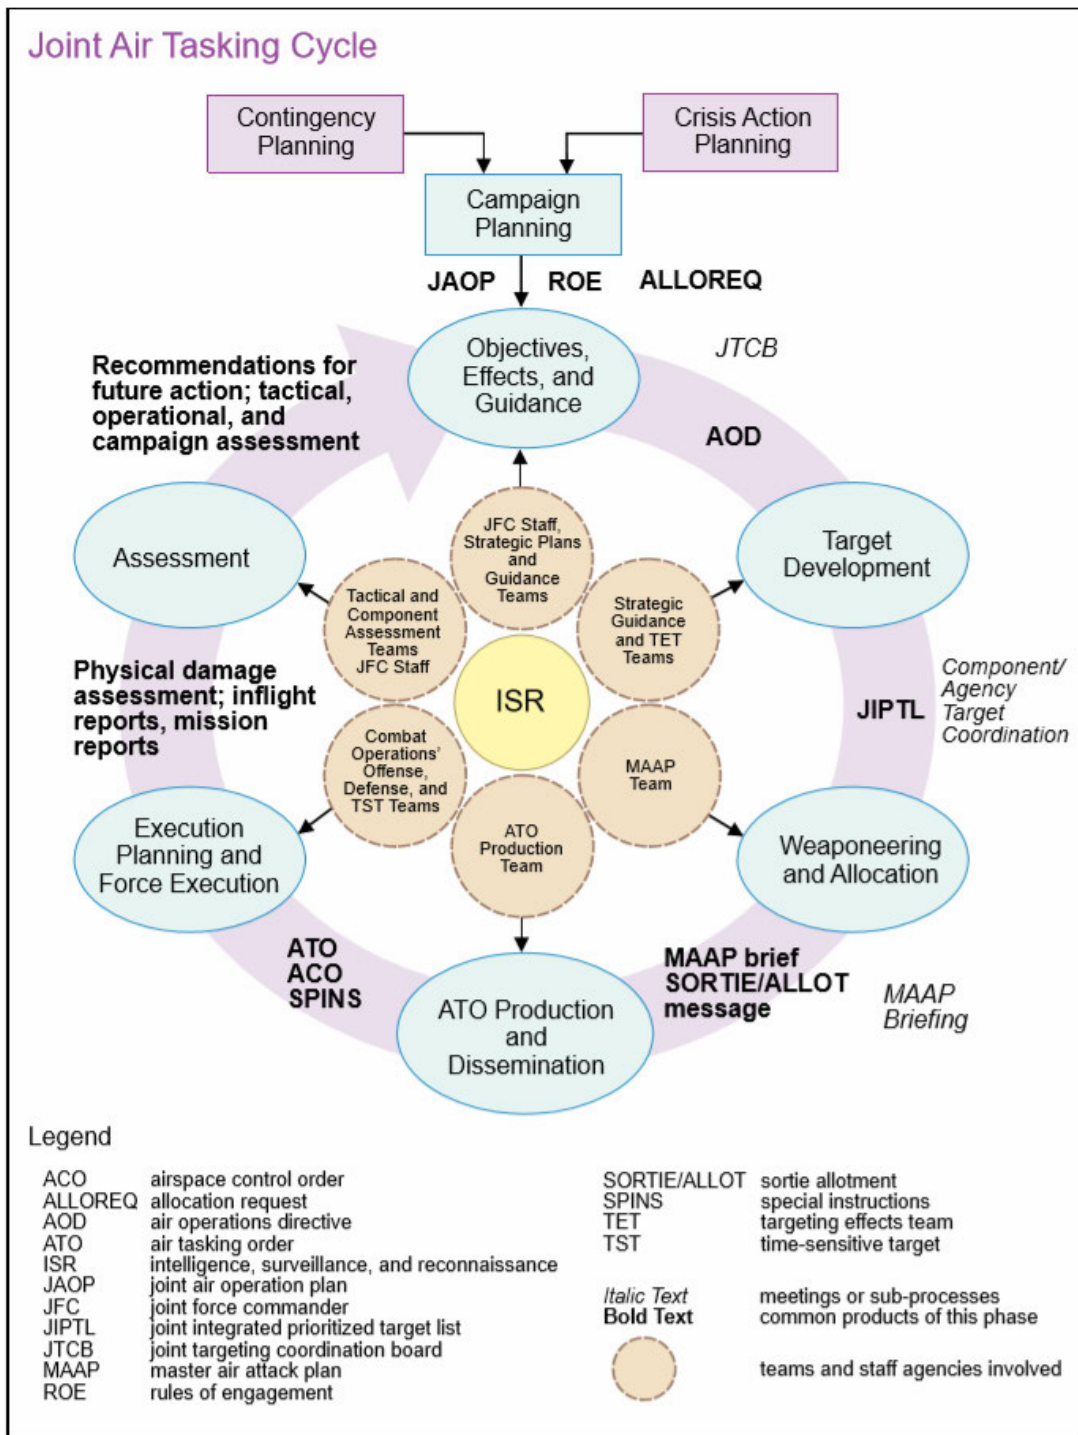 Joint Air Tasking Cycle
Contingency
Planning
Crisis Action
Planning
Campaign
Planning
JAOP
ROE
ALLOREQ
Objectives,
Effects, and
Guidance
JTCB
Recommendations for
future action; tactical,
operational, and
campaign assessment
AOD
Assessment
JFC Staff,
Strategic Plans
and
Guidance
Teams
Target
Development
Tactical and
Component
Assessment
Teams
JFC Staff
Strategic
Guidance
and TET
Teams
ISR
Physical damage
assessment; inflight
reports, mission
reports
JIPTL
Component/
Agency
Target
Coordination
Combat
Operations'
Offense,
Defense, and
TST Teams
MAAP
Team
ATO
Production
Team
Execution
Planning and
Force Execution
Weaponeering
and Allocation
ATO
ACO
SPINS
MAAP brief
SORTIE/ALLOT
message
MAAP
Briefing
ATO Production
and
Dissemination
Legend
ACO airspace control order
ALLOREQ allocation request
AOD air operations directive
ATO air tasking order
ISR intelligence, surveillance, and reconnaissance
JAOP joint air operation plan
JFC joint force commander
JIPTL joint integrated prioritized target list
JTCB joint targeting coordination board
MAAP master air attack plan
ROE rules of engagement
SORTIE/ALLOT sortie allotment
SPINS special instructions
TET targeting effects team
TST time-sensitive target
Italic Text meetings or sub-processes
Bold Text common products of this phase
teams and staff agencies involved